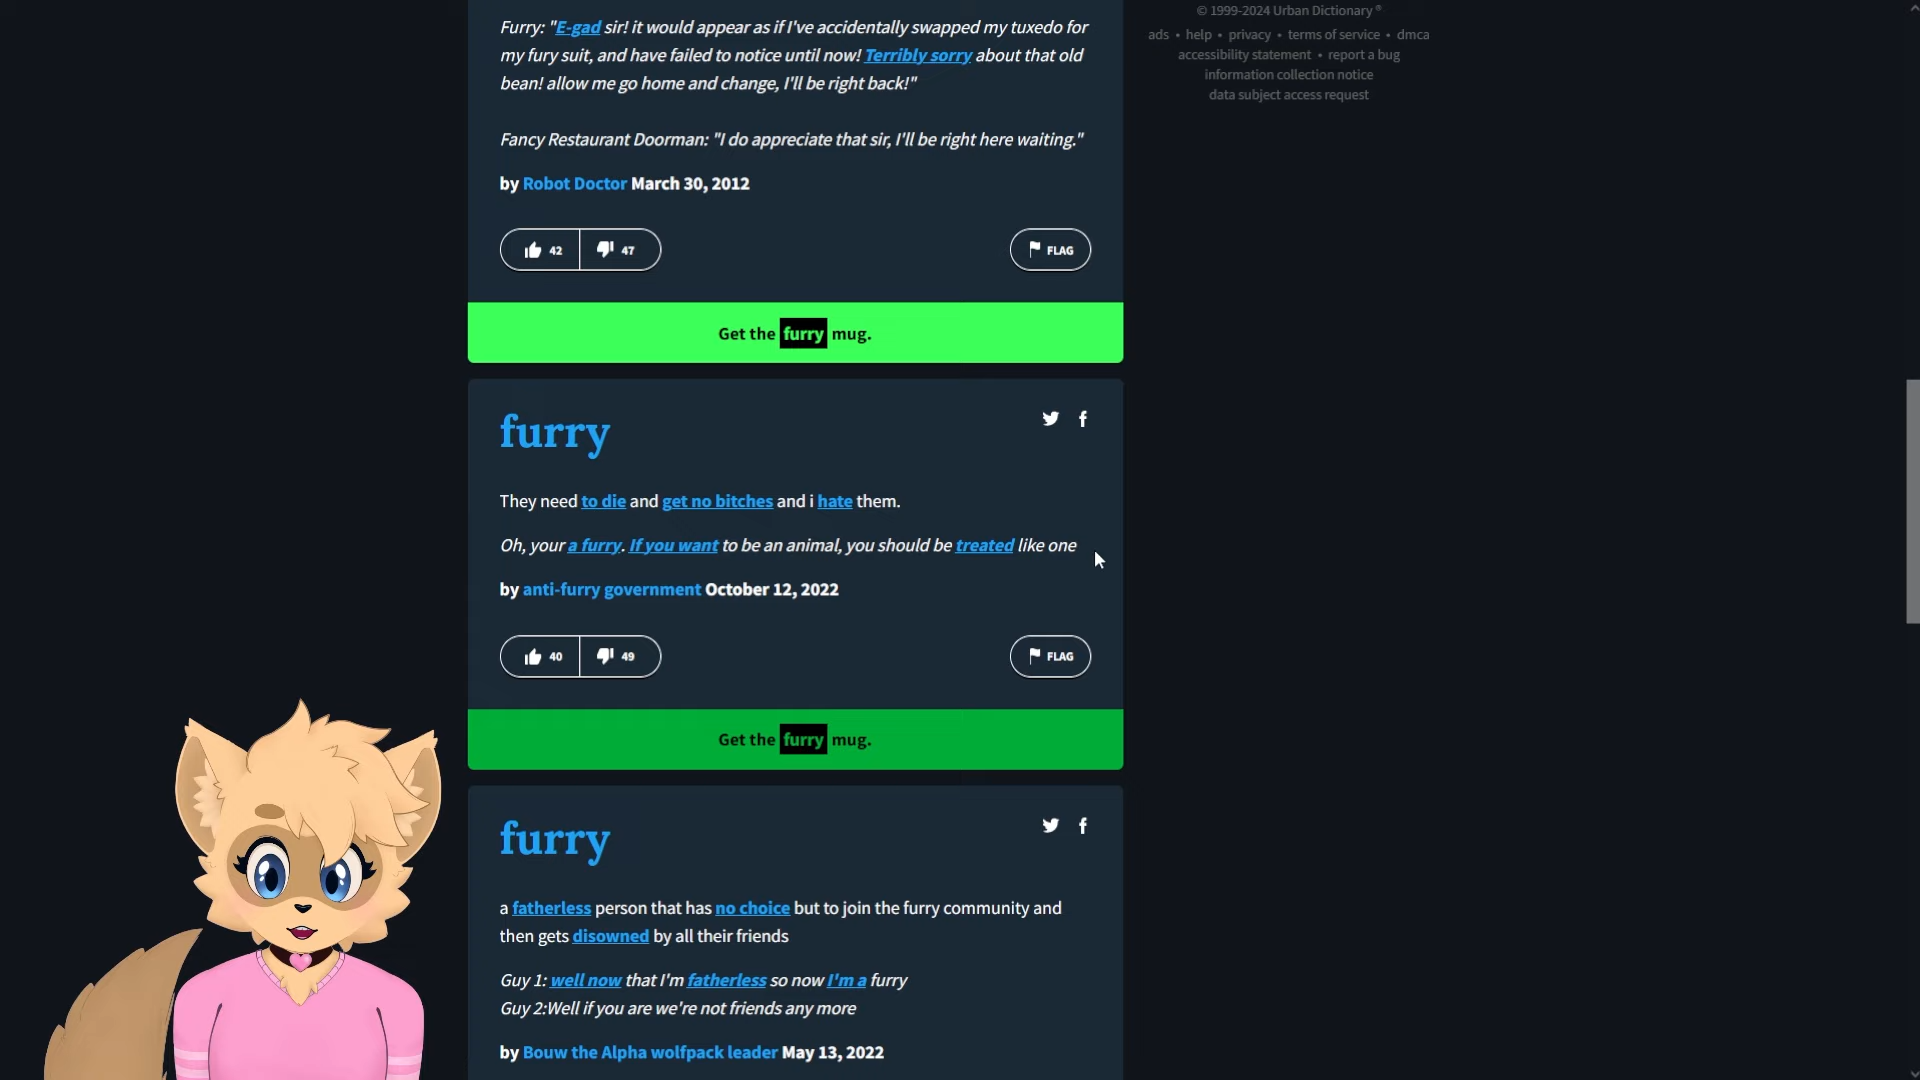 Furry: "E-gad sir! it would appear as if I've accidentally swapped my tuxedo for
my fury suit, and have failed to notice until now! Terribly sorry about that old
bean! allow me go home and change, I'll be right back!"
Fancy Restaurant Doorman: "I do appreciate that sir, I'll be right here waiting."
by Robot Doctor March 30, 2012
42 47 FLAG
Get the furry mug.
furry
They need to die and get no bitches and i hate them.
Oh, your a furry. If you want to be an animal, you should be treated like one
by anti-furry government October 12, 2022
40 49 FLAG
Get the furry mug.
furry
a fatherless person that has no choice but to join the furry community and
then gets disowned by all their friends
Guy 1: well now that I'm fatherless so now I'm a furry
Guy 2:Well if you are we're not friends any more
by Bouw the Alpha wolfpack leader May 13, 2022
© 1999-2024 Urban Dictionary ®
ads • help • privacy • terms of service • dmca
accessibility statement • report a bug
information collection notice
data subject access request